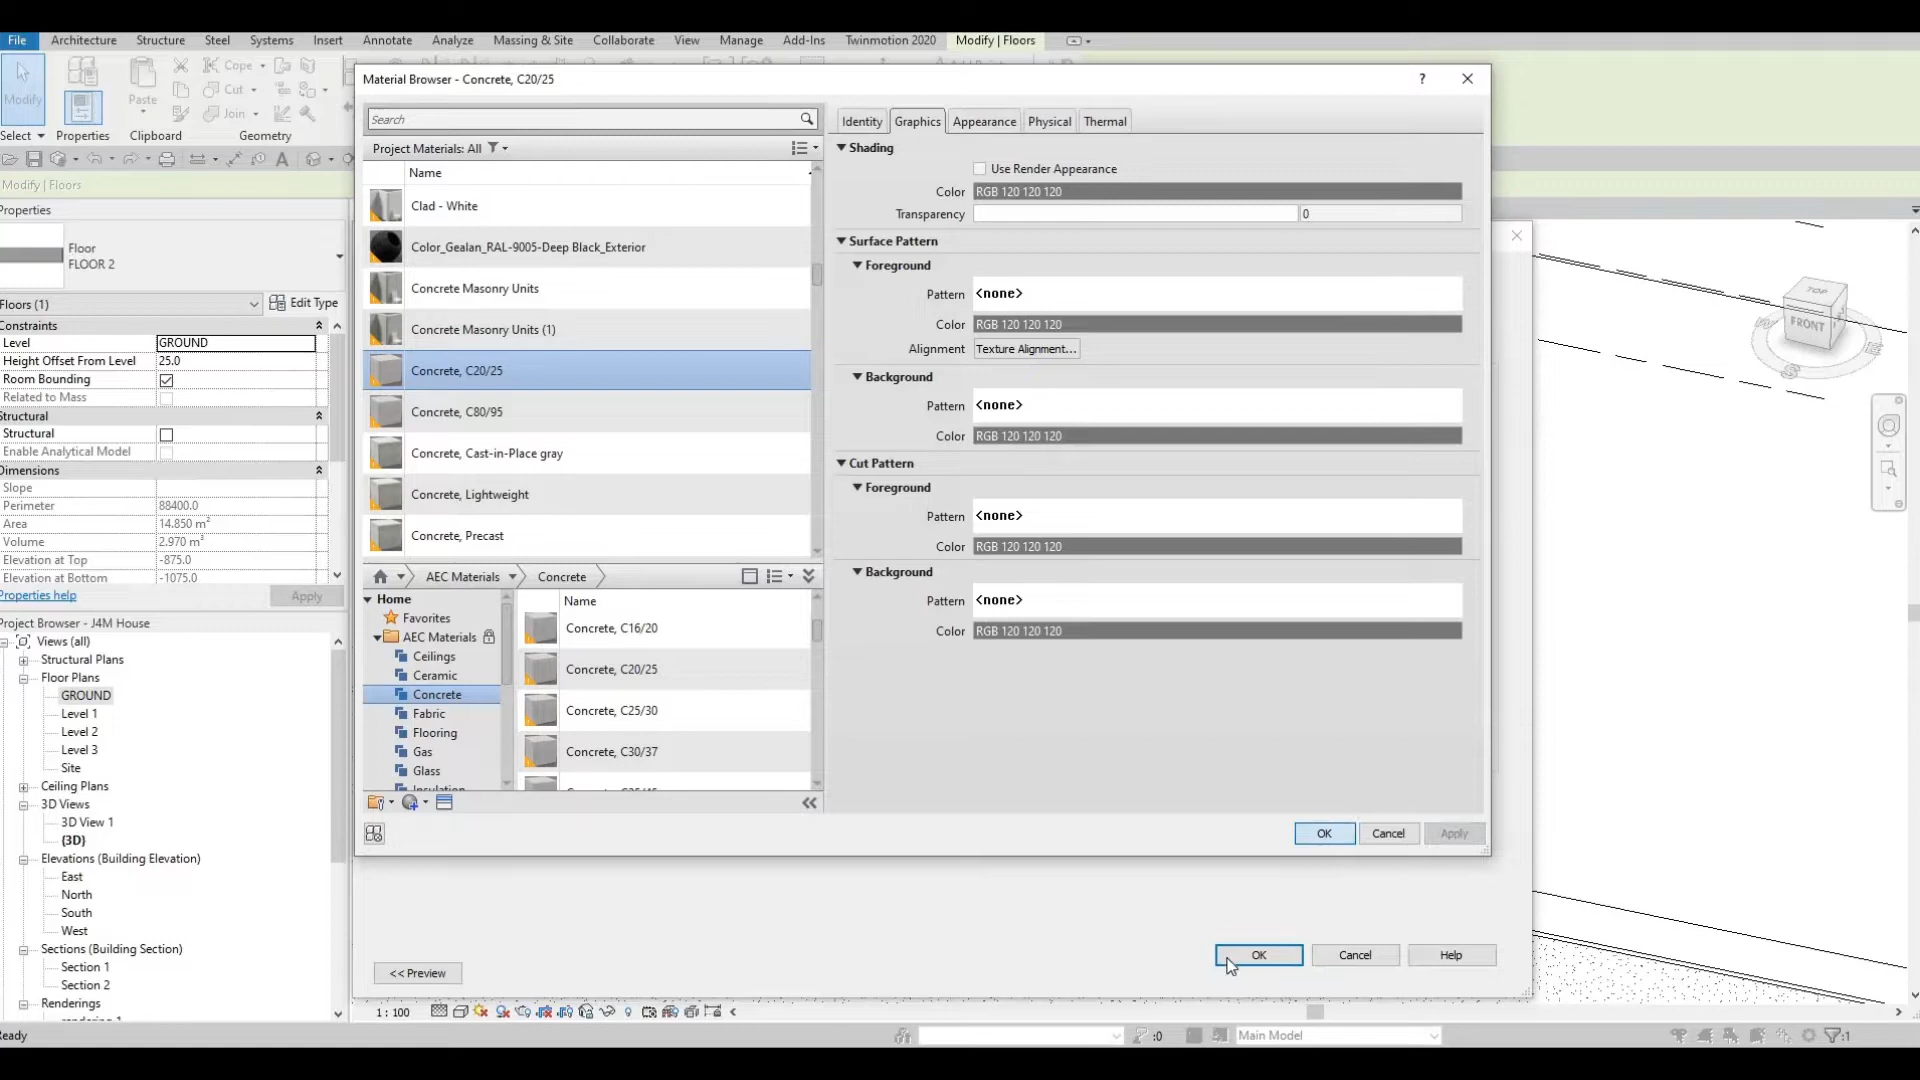 File Architecture Structure Steel Systems Insert Annotate Analyze Massing & Site Collaborate View Manage Add-Ins Twinmotion 2020 Modify | Floors
Modify
Cope
Cut
Join
Paste
Select Properties Clipboard Geometry
Modify | Floors
Properties
Floor
FLOOR 2
Floors (1) Edit Type
Constraints
Level GROUND
Height Offset From Level 25.0
Room Bounding
Related to Mass
Structural
Structural
Enable Analytical Model
Dimensions
Slope
Perimeter 88400.0
Area 14.850 m²
Volume 2.970 m³
Elevation at Top -875.0
Elevation at Bottom -1075.0
Properties help Apply
Project Browser - J4M House
Views (all)
Structural Plans
Floor Plans
GROUND
Level 1
Level 2
Level 3
Site
Ceiling Plans
3D Views
3D View 1
(3D)
Elevations (Building Elevation)
East
North
South
West
Sections (Building Section)
Section 1
Section 2
Renderings
rendering 1
Ready
Material Browser - Concrete, C20/25 ?
Search
Project Materials: All
Name
Clad - White
Color_Gealan_RAL-9005-Deep Black_Exterior
Concrete Masonry Units
Concrete Masonry Units (1)
Concrete, C20/25
Concrete, C80/95
Concrete, Cast-in-Place gray
Concrete, Lightweight
Concrete, Precast
AEC Materials Concrete
Home
Favorites
AEC Materials
Ceilings
Ceramic
Concrete
Fabric
Flooring
Gas
Glass
Insulation
Name
Concrete, C16/20
Concrete, C20/25
Concrete, C25/30
Concrete, C30/37
Identity Graphics Appearance Physical Thermal
Shading
Use Render Appearance
Color RGB 120 120 120
Transparency 0
Surface Pattern
Foreground
Pattern <none>
Color RGB 120 120 120
Alignment Texture Alignment...
Background
Pattern <none>
Color RGB 120 120 120
Cut Pattern
Foreground
Pattern <none>
Color RGB 120 120 120
Background
Pattern <none>
Color RGB 120 120 120
OK Cancel Apply
<< Preview OK Cancel Help
1 : 100
:0 Main Model :1
TOP
FRONT
S